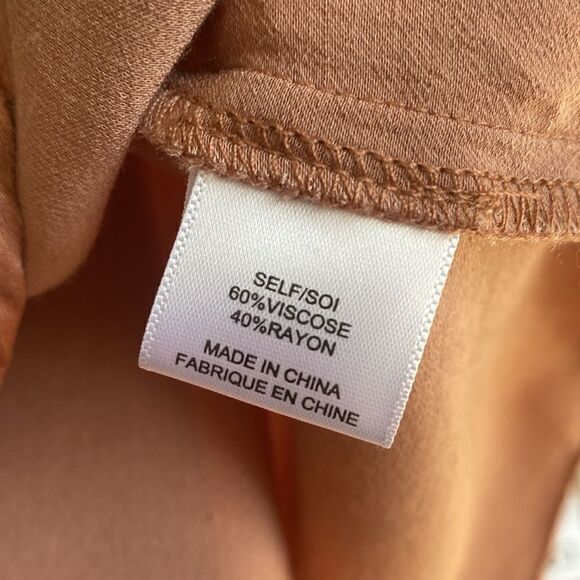 SELF/SOI
60%VISCOSE
40%RAYON
MADE IN CHINA
FABRIQUE EN CHINE